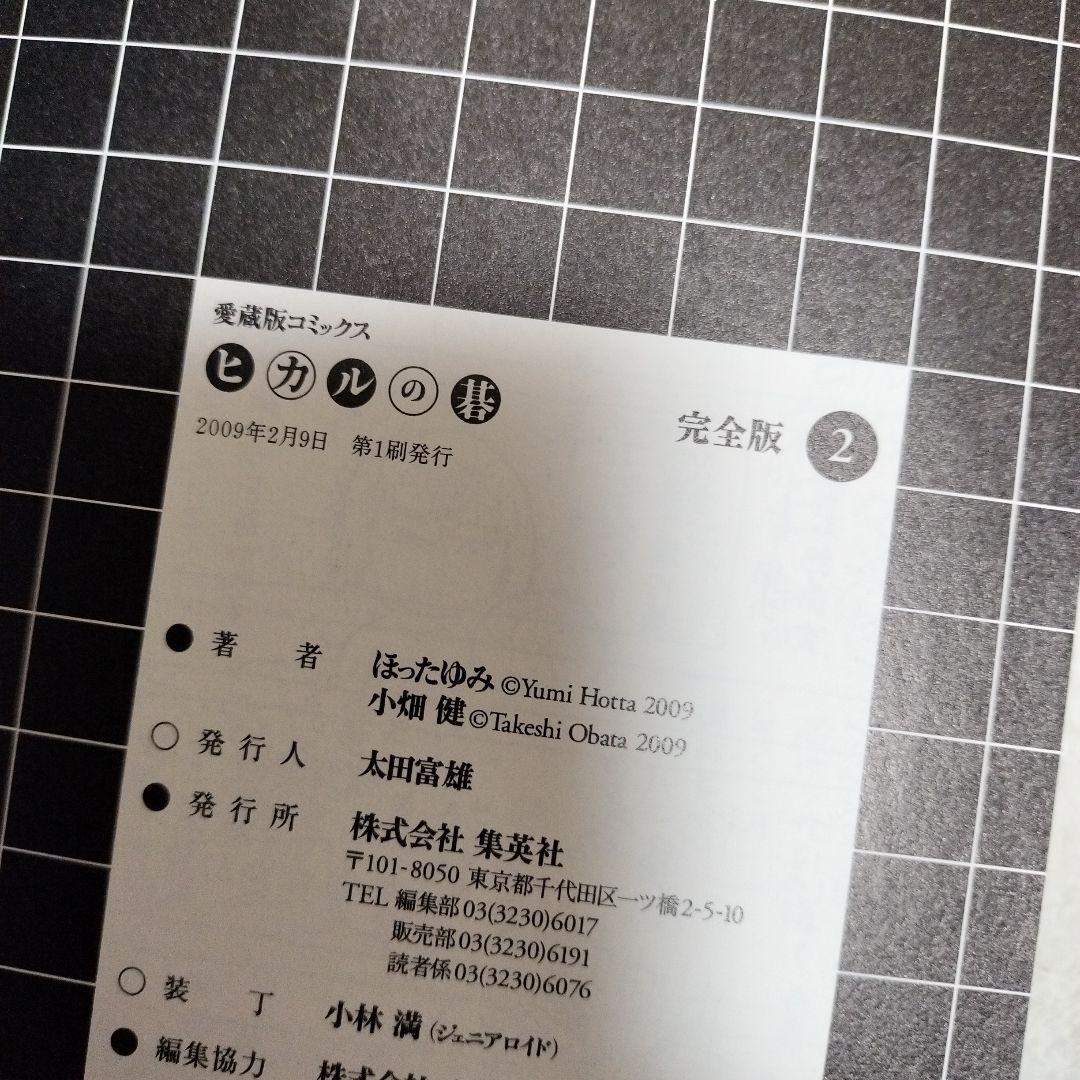 愛蔵版コミックス
ヒカルの碁 完全版 2
2009年2月9日 第1刷発行
著者 ほったゆみ ©Yumi Hotta 2009
小畑 健 ©Takeshi Obata 2009
発行人 太田富雄
発行所 株式会社 集英社
〒101-8050 東京都千代田区一ツ橋2-5-10
TEL 編集部03(3230)6017
販売部03(3230)6191
読者係03(3230)6076
装丁 小林 満(ジェニアロイド)
編集協力 株式会社